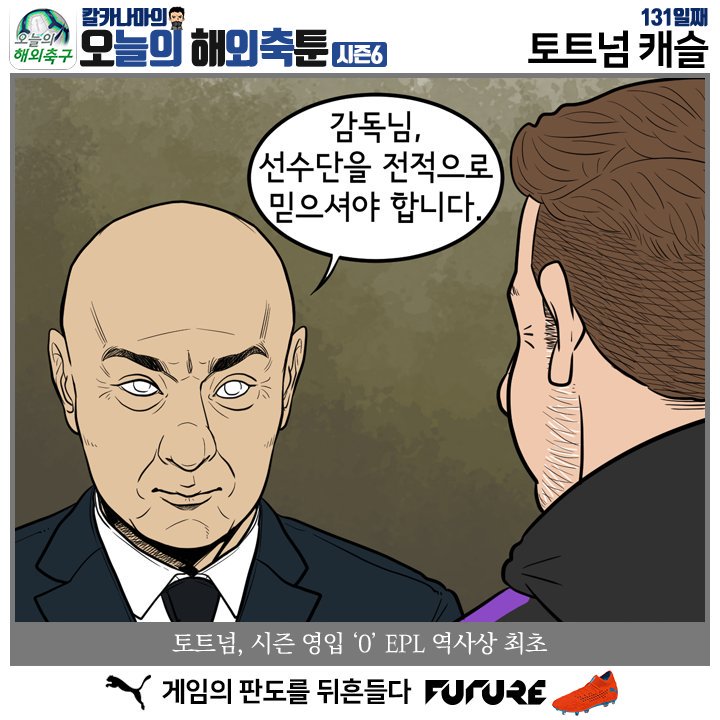 오늘의
해외축구
칼카나마의
오늘의 해외축툰
시즌6
131일째
토트넘 캐슬
감독님,
선수단을 전적으로
믿으셔야 합니다.
토트넘, 시즌 영입 ‘0’ EPL 역사상 최초
게임의 판도를 뒤흔들다 FUTURE